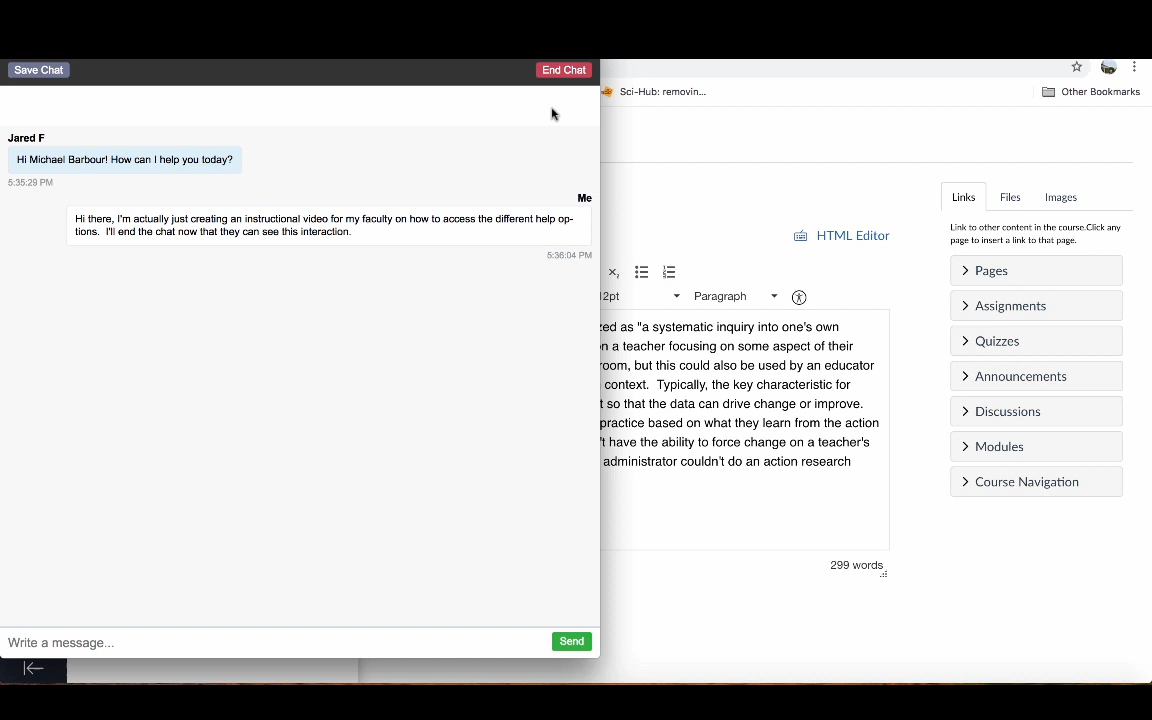 Save Chat
End Chat
Jared F
Hi Michael Barbour! How can I help you today?
5:35:29 PM
Me
Hi there, I'm actually just creating an instructional video for my faculty on how to access the different help op-
tions. I'll end the chat now that they can see this interaction.
5:36:04 PM
Write a message...
Send
Sci-Hub: removin...
Other Bookmarks
HTML Editor
Paragraph
zed as "a systematic inquiry into one's own
n a teacher focusing on some aspect of their
room, but this could also be used by an educator
context. Typically, the key characteristic for
t so that the data can drive change or improve.
practice based on what they learn from the action
't have the ability to force change on a teacher's
administrator couldn't do an action research
299 words
Links
Files
Images
Link to other content in the course.Click any
page to insert a link to that page.
Pages
Assignments
Quizzes
Announcements
Discussions
Modules
Course Navigation